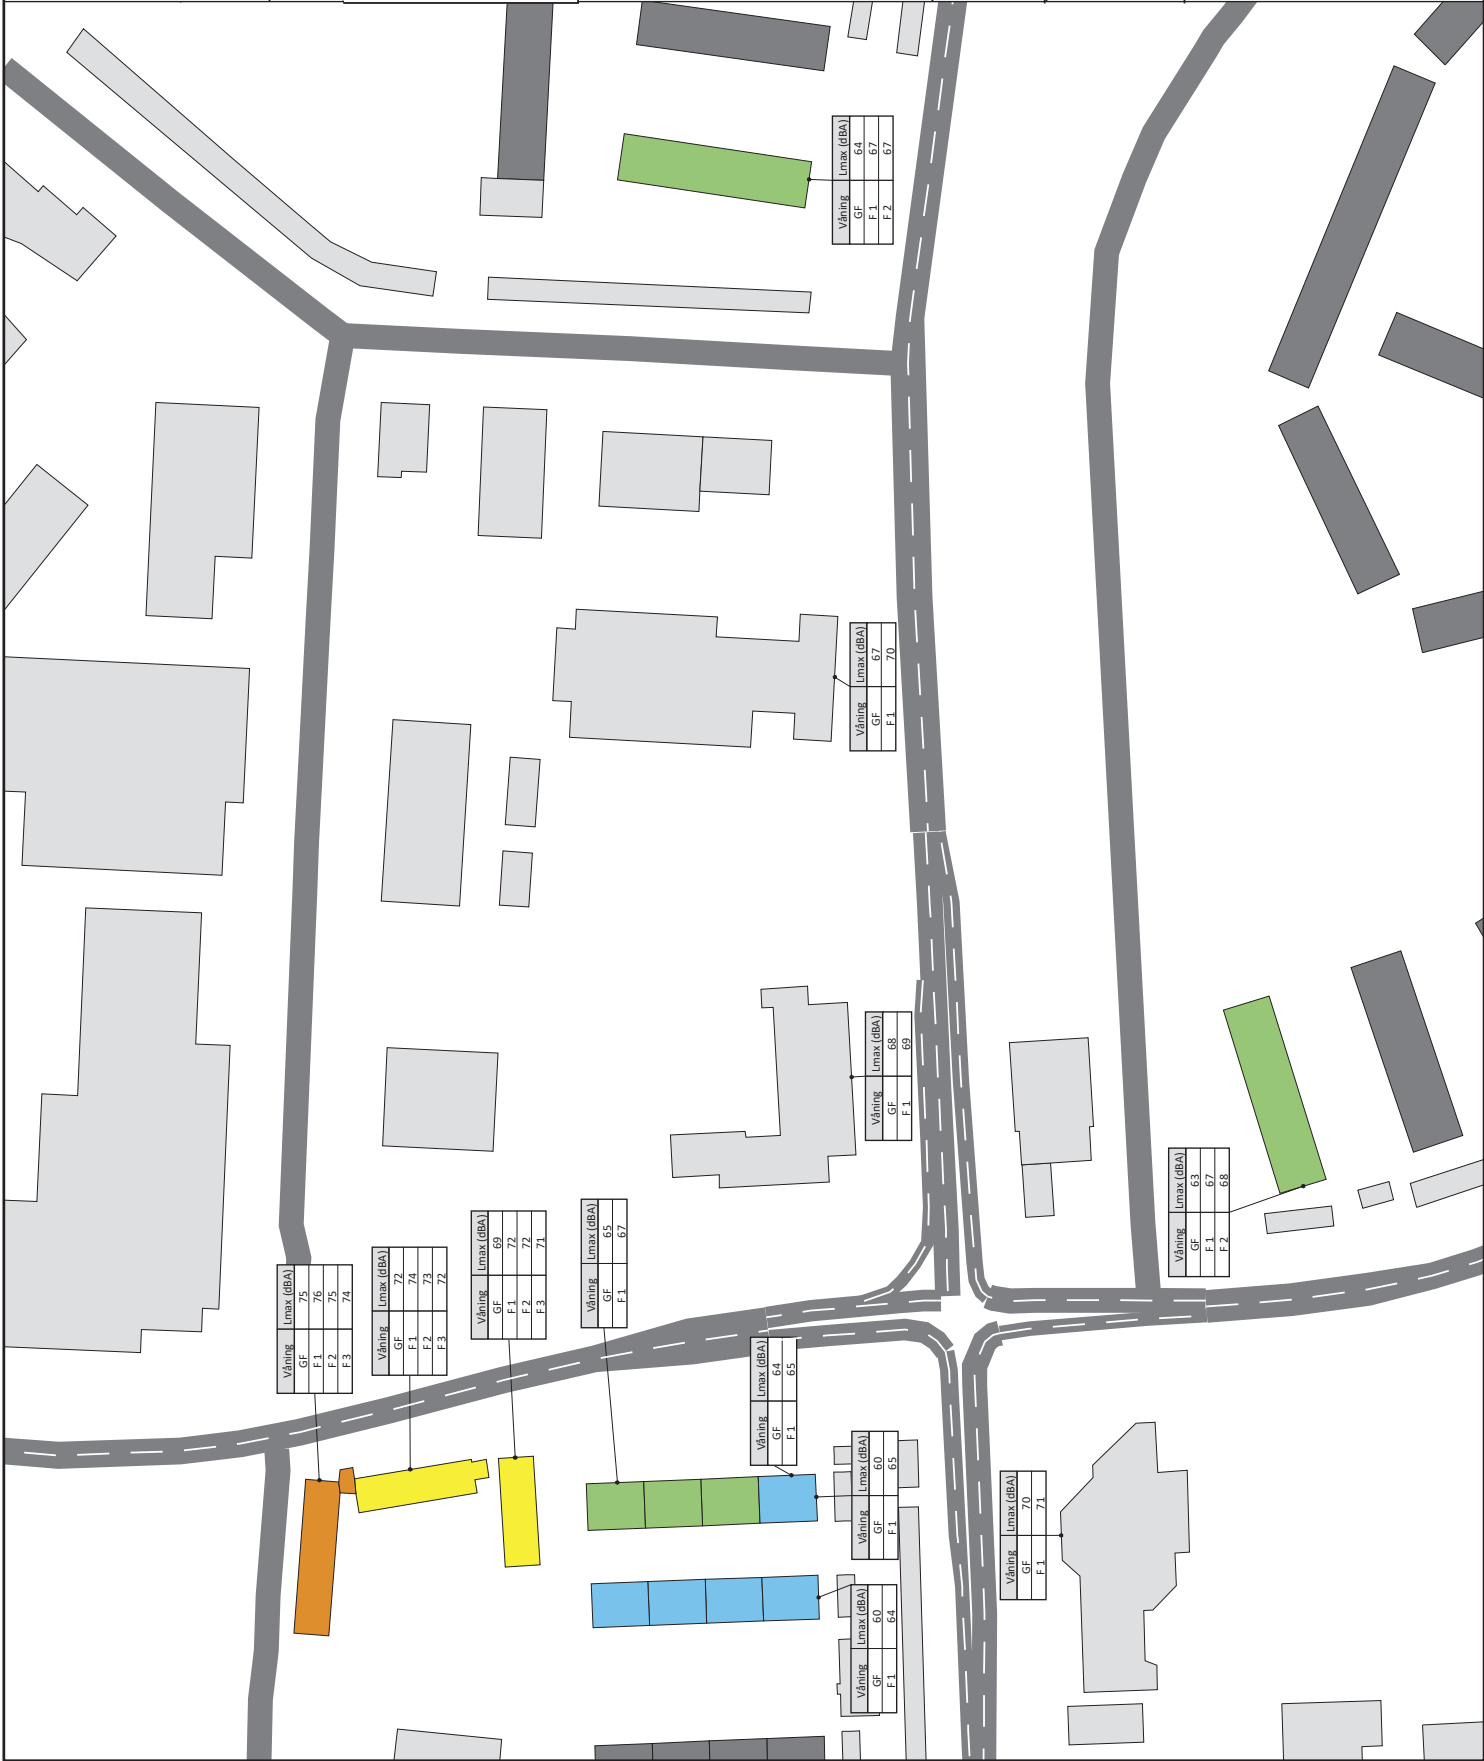 Våning Lmax (dBA)
GF 64
F 1 67
F 2 67
Våning Lmax (dBA)
GF 67
F 1 70
Våning Lmax (dBA)
GF 68
F 1 69
Våning Lmax (dBA)
GF 63
F 1 67
F 2 68
Våning Lmax (dBA)
GF 75
F 1 76
F 2 75
F 3 74
Våning Lmax (dBA)
GF 72
F 1 74
F 2 73
F 3 72
Våning Lmax (dBA)
GF 69
F 1 72
F 2 72
F 3 71
Våning Lmax (dBA)
GF 65
F 1 67
Våning Lmax (dBA)
GF 64
F 1 65
Våning Lmax (dBA)
GF 60
F 1 65
Våning Lmax (dBA)
GF 60
F 1 64
Våning Lmax (dBA)
GF 70
F 1 71